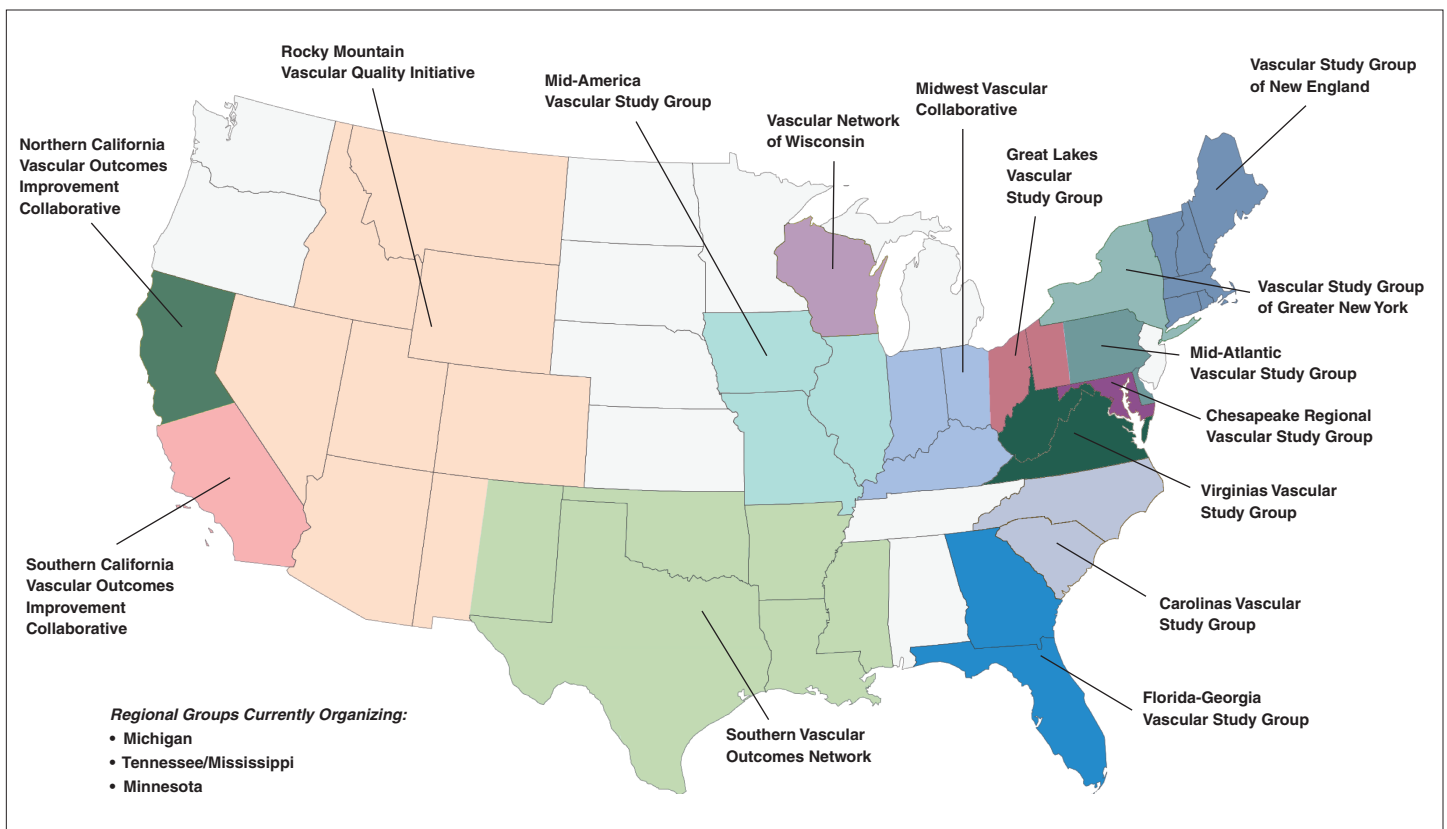 Rocky Mountain
Vascular Quality Initiative
Mid-America
Vascular Study Group
Vascular Network
of Wisconsin
Midwest Vascular
Collaborative
Great Lakes
Vascular
Study Group
Vascular Study Group
of New England
Northern California
Vascular Outcomes
Improvement
Collaborative
Vascular Study Group
of Greater New York
Mid-Atlantic
Vascular Study Group
Chesapeake Regional
Vascular Study Group
Virginias Vascular
Study Group
Carolinas Vascular
Study Group
Florida-Georgia
Vascular Study Group
Southern Vascular
Outcomes Network
Southern California
Vascular Outcomes
Improvement
Collaborative
Regional Groups Currently Organizing:
• Michigan
• Tennessee/Mississippi
• Minnesota